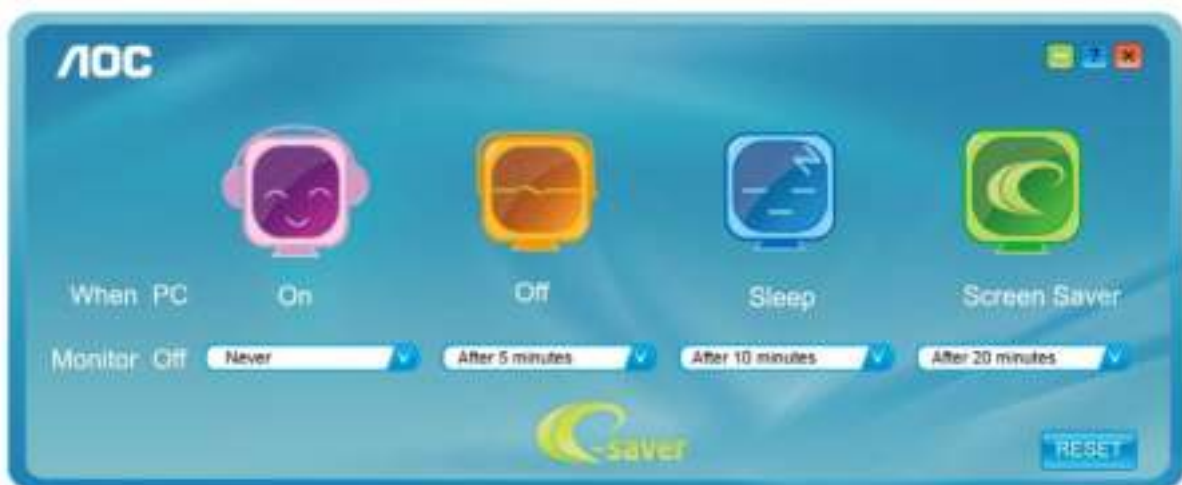 AOC
?
When PC On Off Sleep Screen Saver
Monitor Off Never After 5 minutes After 10 minutes After 20 minutes
e-saver
RESET